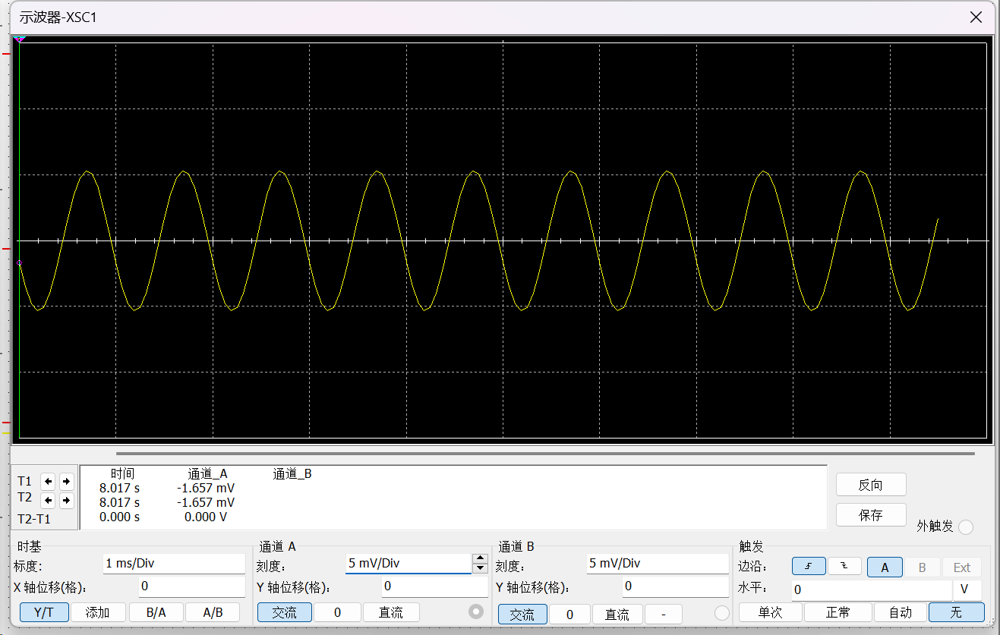 示波器-XSC1
时间 通道_A 通道_B
T1 8.017 s -1.657 mV
T2 8.017 s -1.657 mV
T2-T1 0.000 s 0.000 V
反向
保存
外触发
时基
标度: 1 ms/Div
X 轴位移(格): 0
Y/T 添加 B/A A/B
通道 A
刻度: 5 mV/Div
Y 轴位移(格): 0
交流 0 直流
通道 B
刻度: 5 mV/Div
Y 轴位移(格): 0
交流 0 直流 -
触发
边沿: A B Ext
水平: 0 V
单次 正常 自动 无